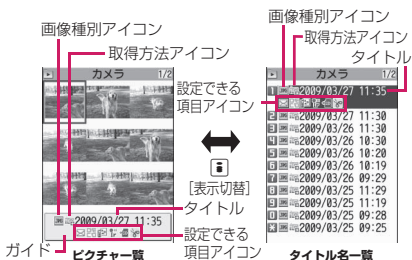 画像種別アイコン
取得方法アイコン
カメラ 1/2
設定できる
項目アイコン
2009/03/27 11:35
タイトル
設定できる
項目アイコン
ガイド
ピクチャー一覧
[表示切替]
画像種別アイコン
取得方法アイコン
タイトル
カメラ 1/2
2009/03/27 11:35
2009/03/27 11:30
2009/03/26 11:30
2009/03/26 10:30
2009/03/26 10:20
2009/03/26 10:19
2009/03/26 09:29
2009/03/25 11:29
2009/03/25 11:19
2009/03/25 09:28
2009/03/25 09:25
タイトル名一覧